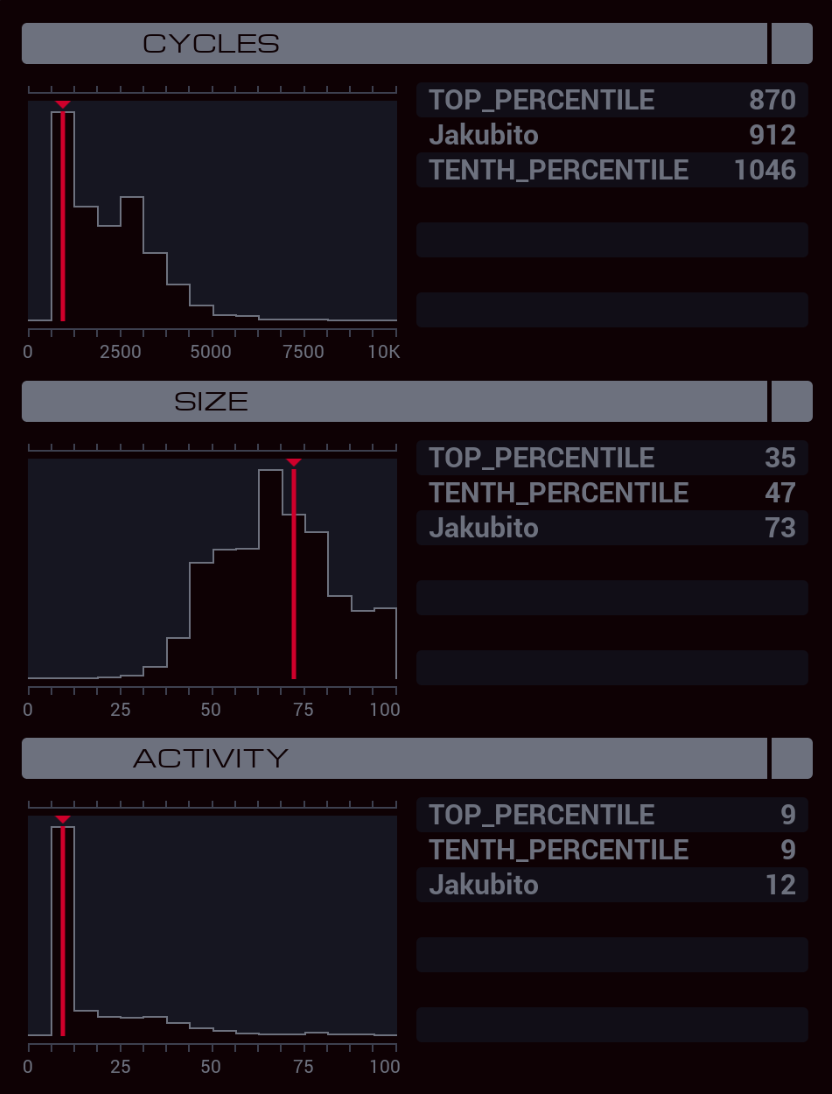 CYCLES
TOP_PERCENTILE 870
Jakubito 912
TENTH_PERCENTILE 1046
0 2500 5000 7500 10K
SIZE
TOP_PERCENTILE 35
TENTH_PERCENTILE 47
Jakubito 73
0 25 50 75 100
ACTIVITY
TOP_PERCENTILE 9
TENTH_PERCENTILE 9
Jakubito 12
0 25 50 75 100